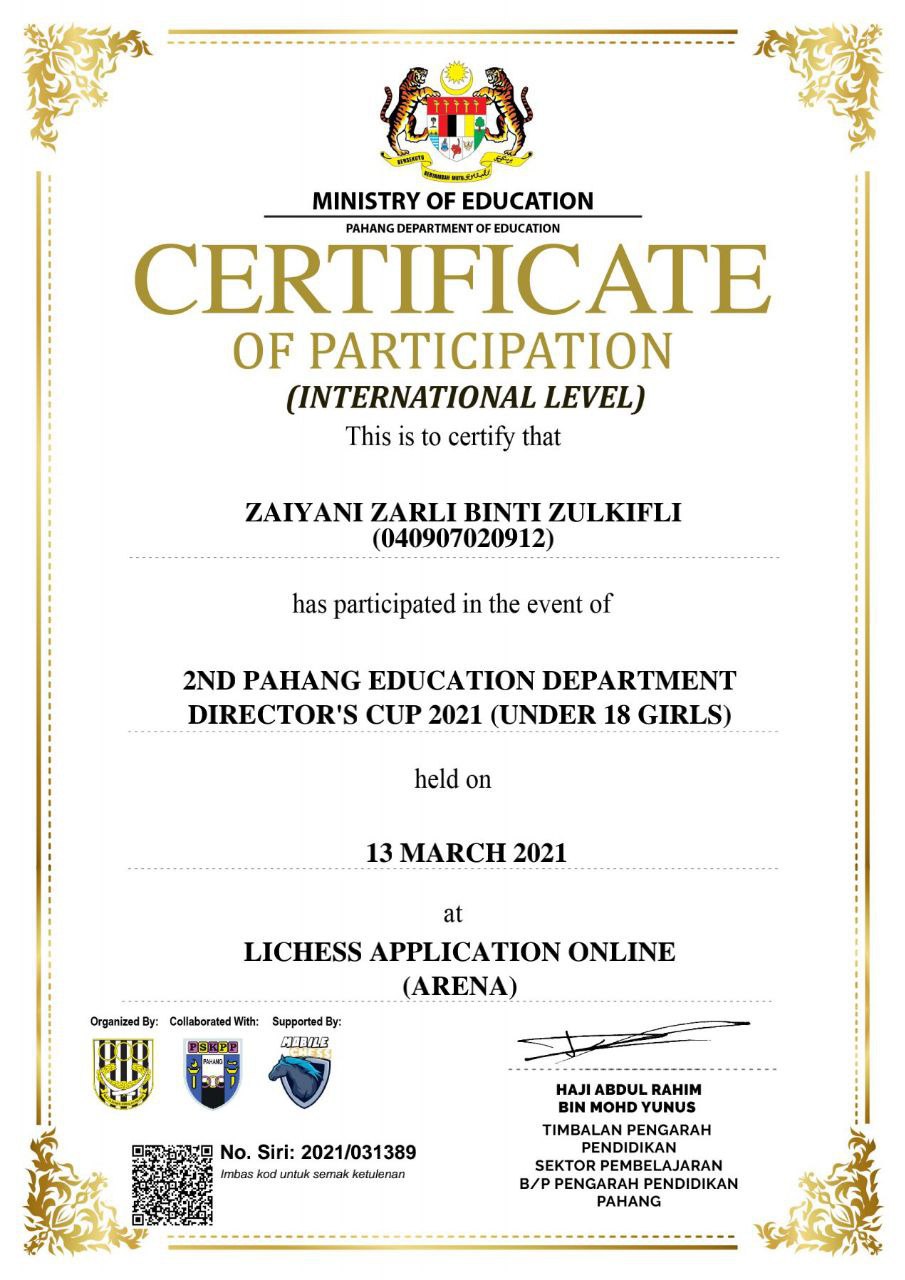 BERSEKUTU
BERTAMBAH MUTU
MINISTRY OF EDUCATION
PAHANG DEPARTMENT OF EDUCATION
CERTIFICATE
OF PARTICIPATION
(INTERNATIONAL LEVEL)
This is to certify that
ZAIYANI ZARLI BINTI ZULKIFLI
(040907020912)
has participated in the event of
2ND PAHANG EDUCATION DEPARTMENT
DIRECTOR'S CUP 2021 (UNDER 18 GIRLS)
held on
13 MARCH 2021
at
LICHESS APPLICATION ONLINE
(ARENA)
Organized By: Collaborated With: Supported By:
PSKPP
PAHANG
MOBILE
CHESS
HAJI ABDUL RAHIM
BIN MOHD YUNUS
TIMBALAN PENGARAH
PENDIDIKAN
SEKTOR PEMBELAJARAN
B/P PENGARAH PENDIDIKAN
PAHANG
No. Siri: 2021/031389
Imbas kod untuk semak ketulenan